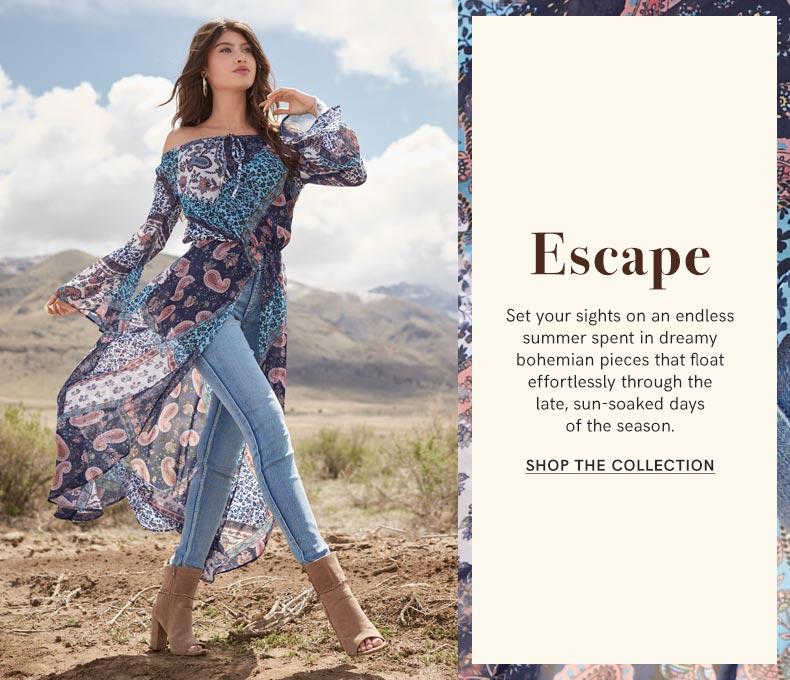 Escape
Set your sights on an endless
summer spent in dreamy
bohemian pieces that float
effortlessly through the
late, sun-soaked days
of the season.
SHOP THE COLLECTION